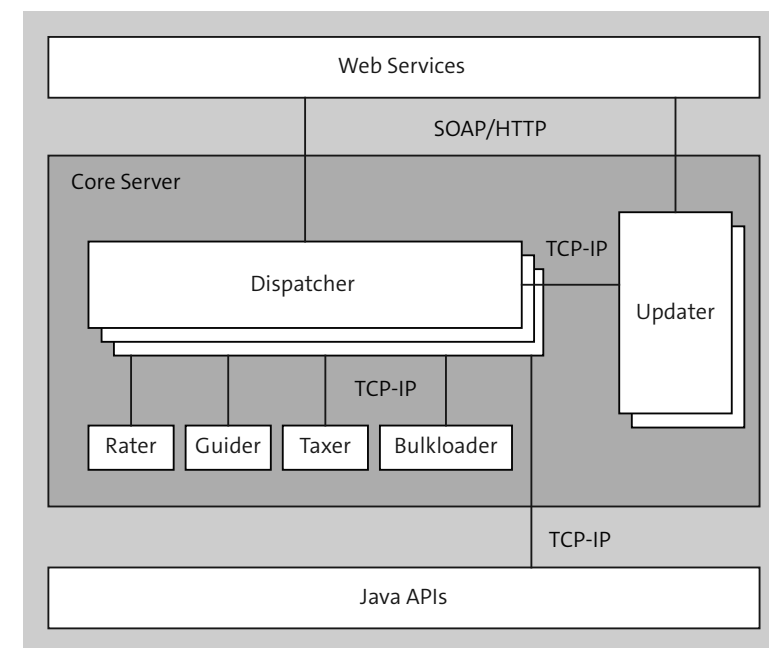 Web Services
SOAP/HTTP
Core Server
TCP-IP
Dispatcher
Updater
TCP-IP
Rater
Guider
Taxer
Bulkloader
TCP-IP
Java APIs